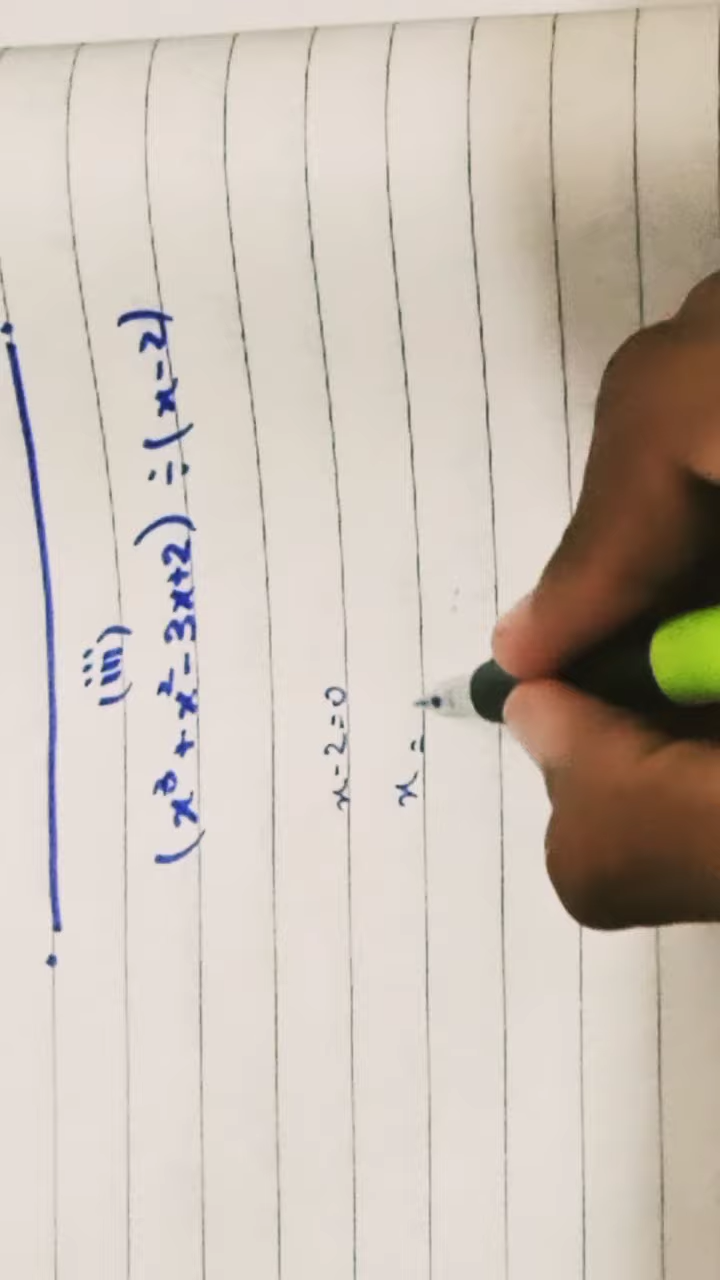 (iii)
(x³ + x² - 3x + 2) ÷ (x - 2)
x - 2 = 0
x =